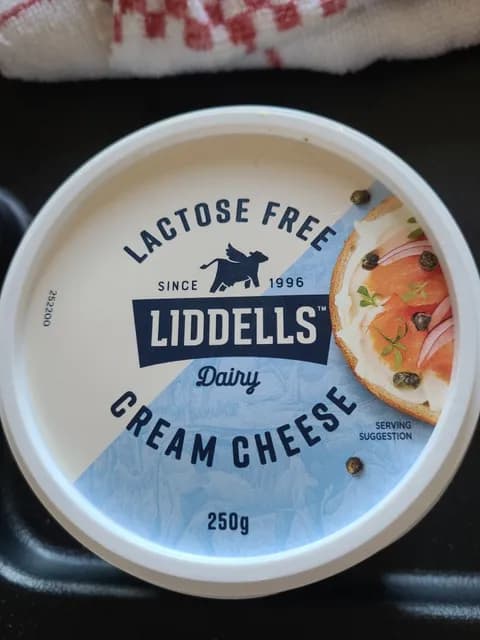 LACTOSE FREE
SINCE 1996
LIDDELLS™
Dairy
CREAM CHEESE
SERVING
SUGGESTION
250g
252200